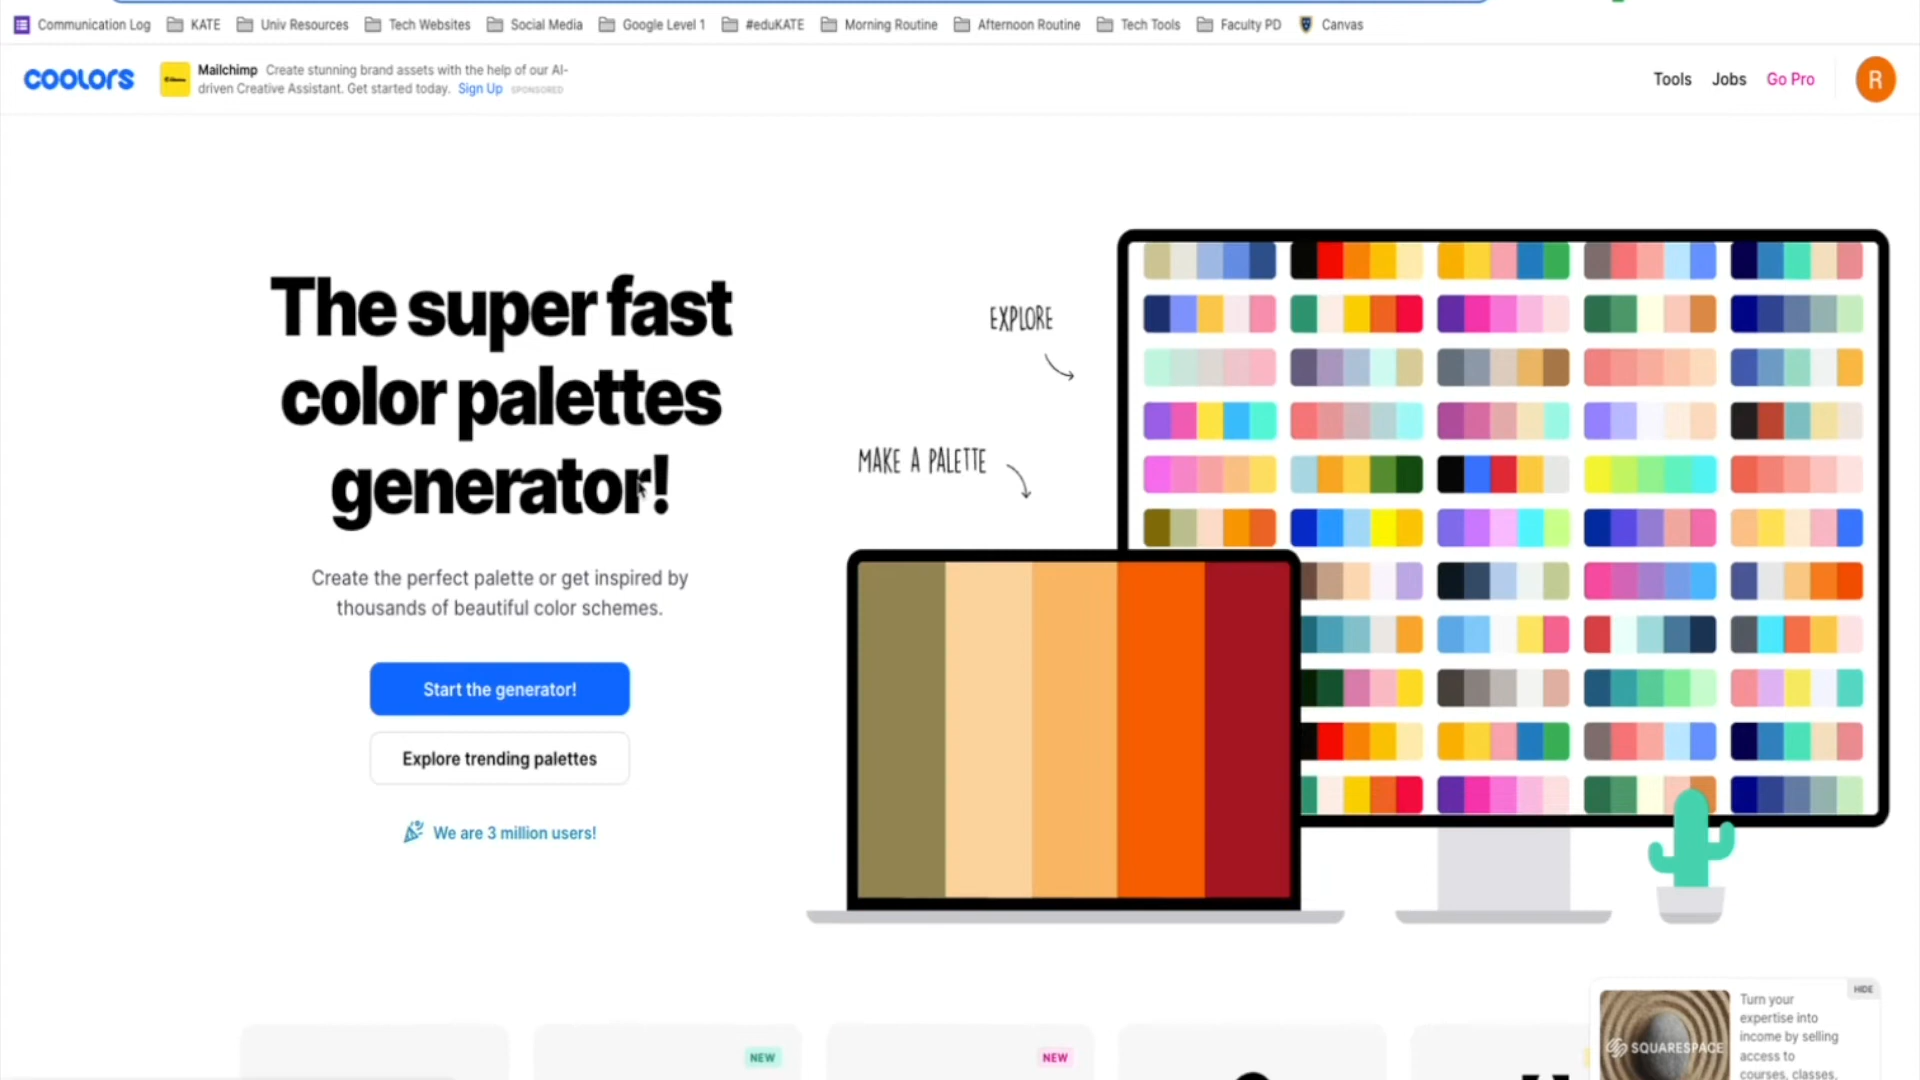 Communication Log KATE Univ Resources Tech Websites Social Media Google Level 1 #eduKATE Morning Routine Afternoon Routine Tech Tools Faculty PD Canvas
coolors
Mailchimp Create stunning brand assets with the help of our AI-
driven Creative Assistant. Get started today. Sign Up SPONSORED
Tools Jobs Go Pro R
The super fast
color palettes
generator!
Create the perfect palette or get inspired by
thousands of beautiful color schemes.
Start the generator!
Explore trending palettes
We are 3 million users!
EXPLORE
MAKE A PALETTE
NEW
NEW
HIDE
SQUARESPACE
Turn your
expertise into
income by selling
access to
courses, classes,